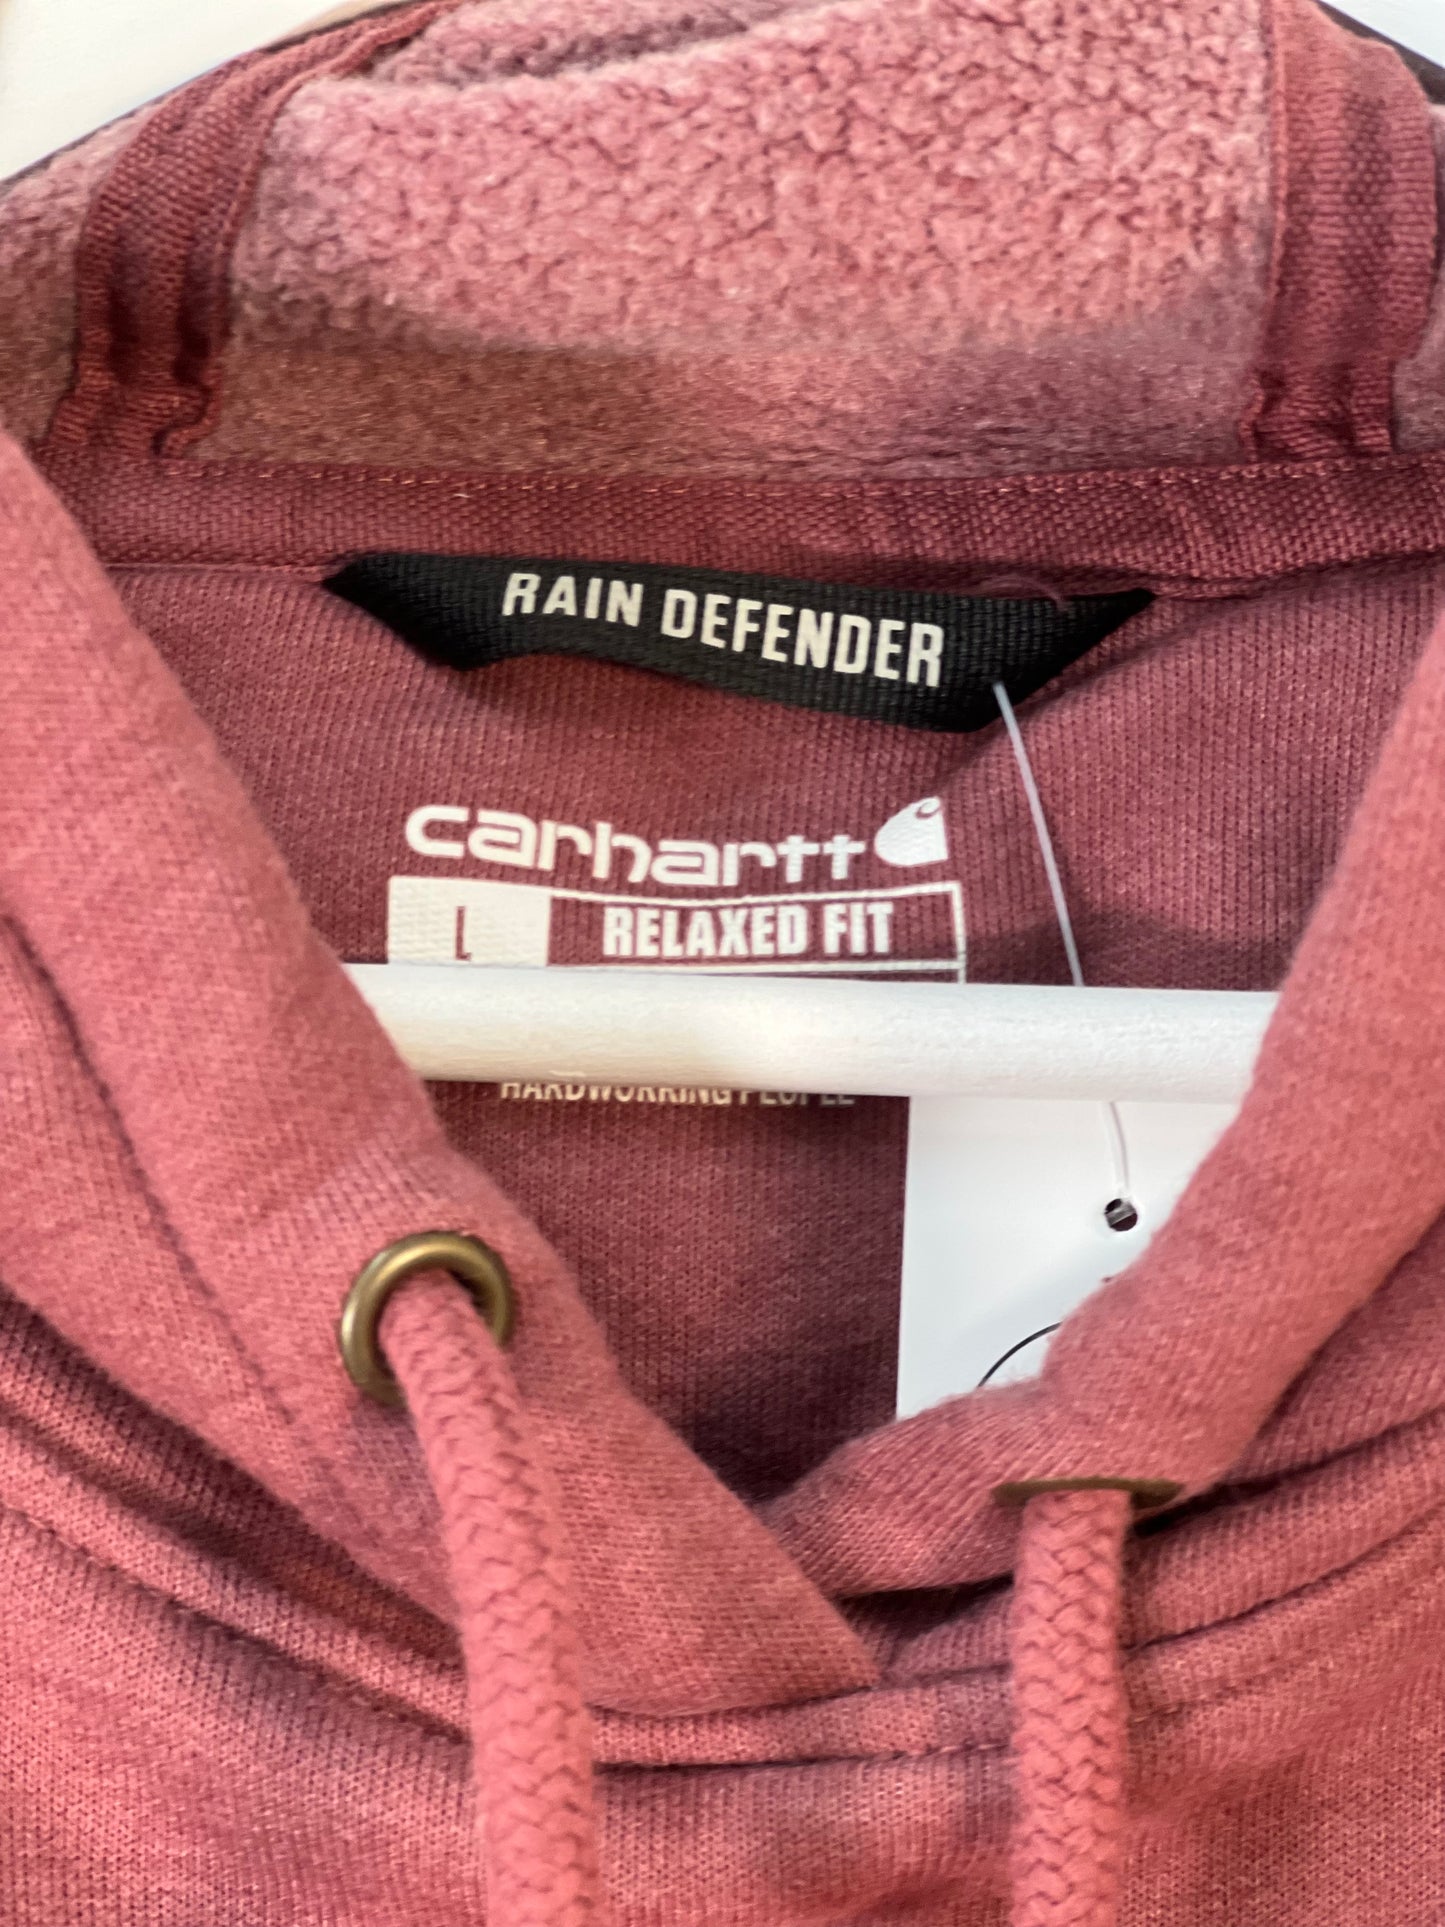 RAIN DEFENDER
carhartt
L RELAXED FIT
HARDWORKING PEOPLE